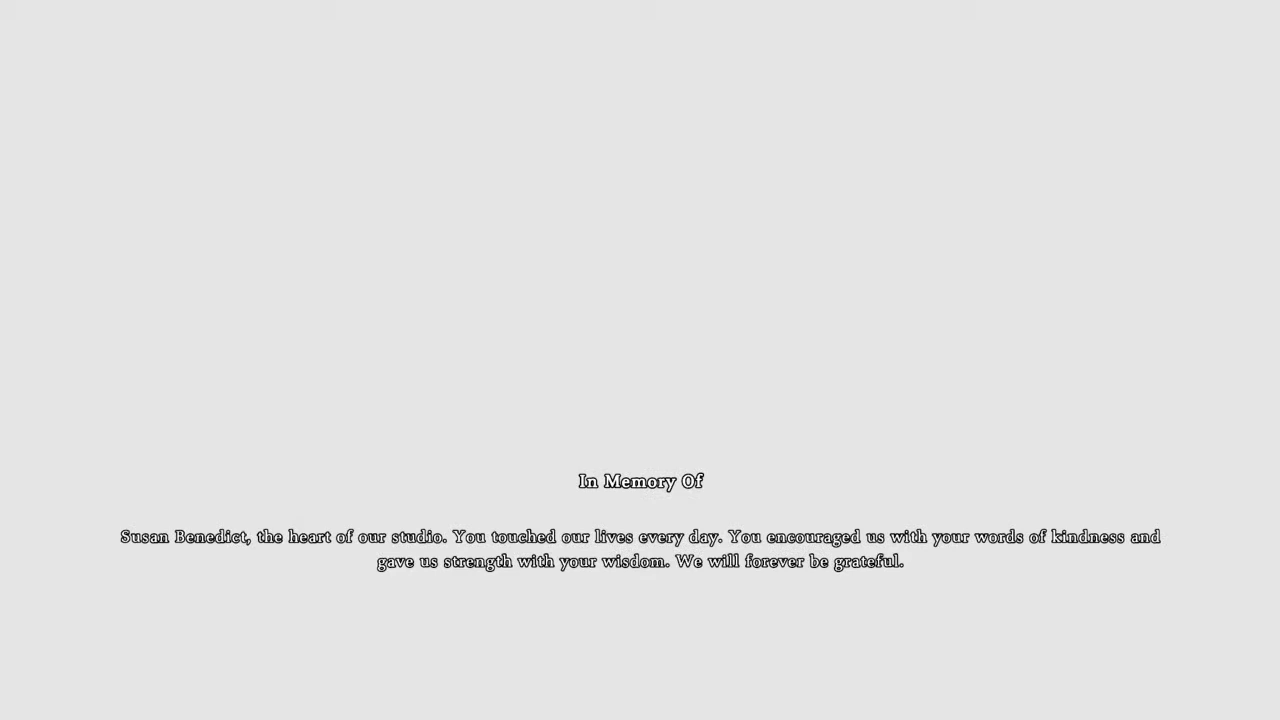 In Memory Of
Susan Benedict, the heart of our studio. You touched our lives every day. You encouraged us with your words of kindness and
gave us strength with your wisdom. We will forever be grateful.